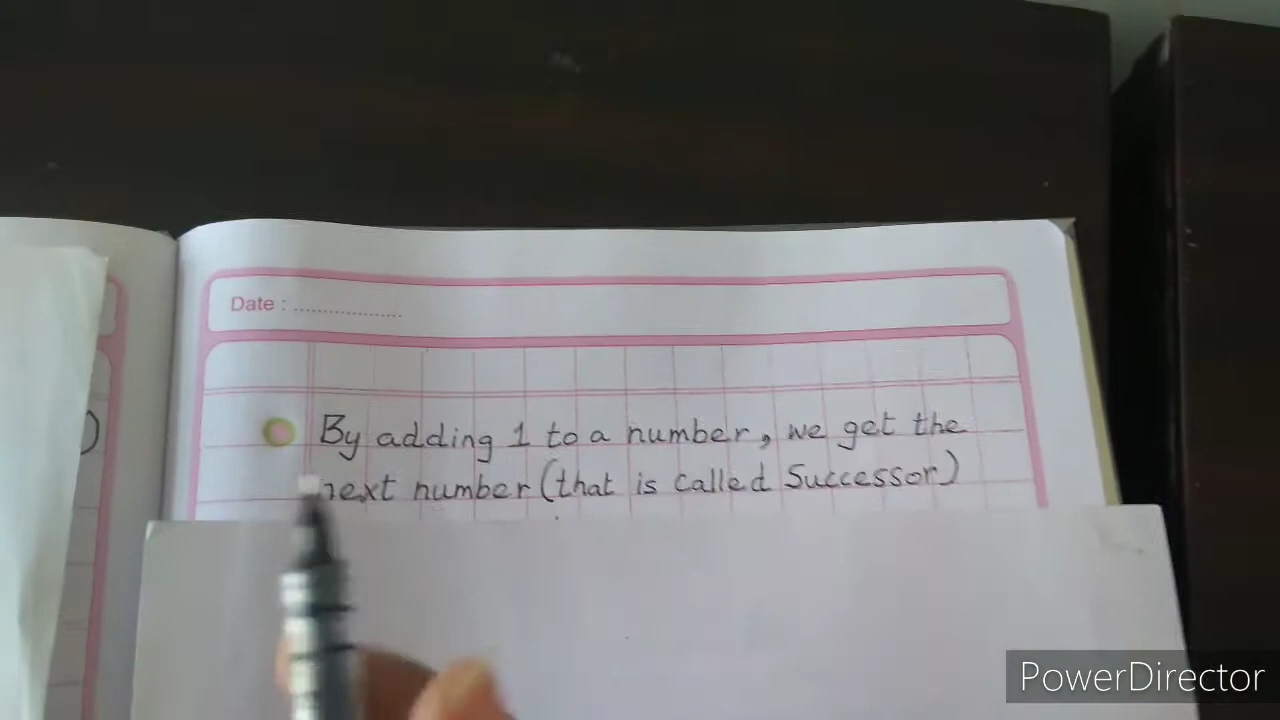 Date : ..................
By adding 1 to a number, we get the
next number (that is called Successor)
)
PowerDirector